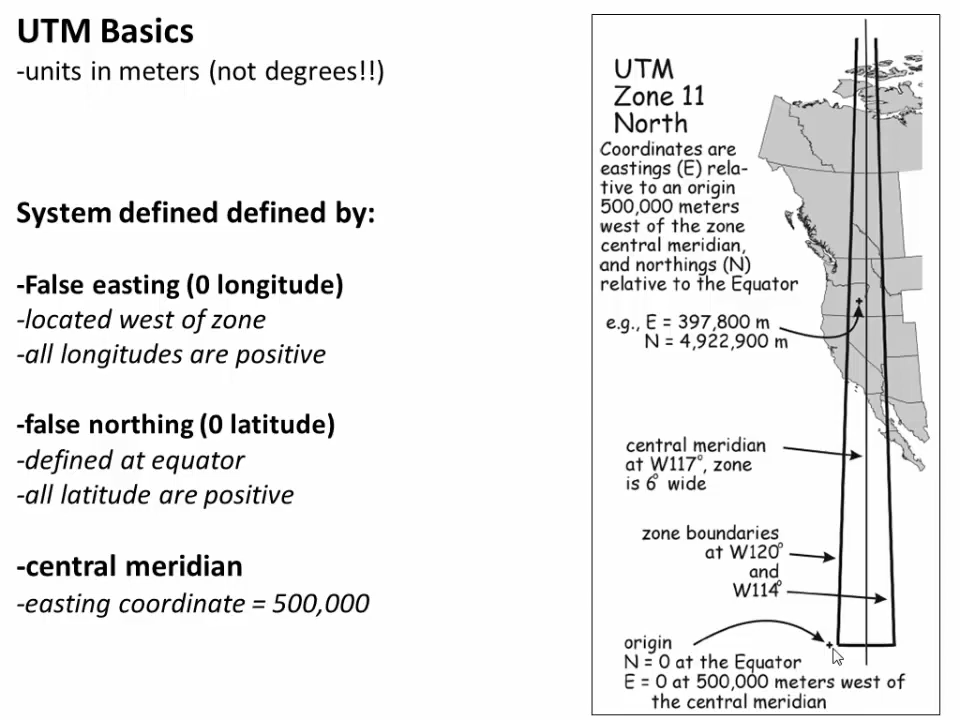 UTM Basics
-units in meters (not degrees!!)
System defined defined by:
-False easting (0 longitude)
-located west of zone
-all longitudes are positive
-false northing (0 latitude)
-defined at equator
-all latitude are positive
-central meridian
-easting coordinate = 500,000
UTM
Zone 11
North
Coordinates are
eastings (E) rela-
tive to an origin
500,000 meters
west of the zone
central meridian,
and northings (N)
relative to the Equator
e.g., E = 397,800 m
N = 4,922,900 m
central meridian
at W117°, zone
is 6° wide
zone boundaries
at W120°
and
W114°
origin
N = 0 at the Equator
E = 0 at 500,000 meters west of
the central meridian